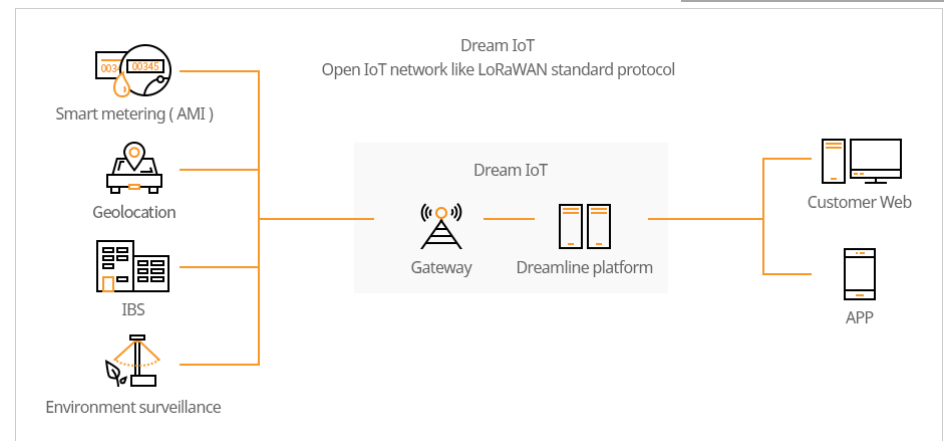 Dream IoT
Open IoT network like LoRaWAN standard protocol
00345
Smart metering ( AMI )
Geolocation
IBS
Environment surveillance
Dream IoT
Gateway
Dreamline platform
Customer Web
APP